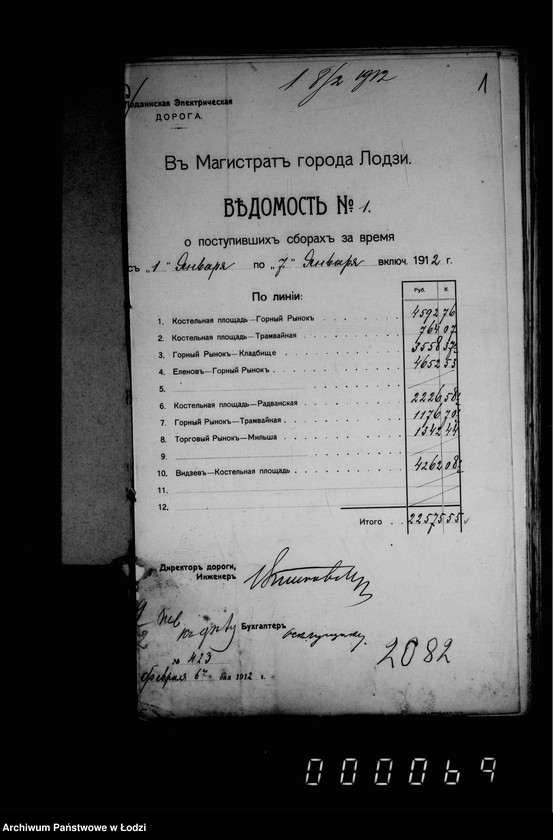 1 8/2 1912
1
Лодзинская Электрическая
ДОРОГА.
Въ Магистратъ города Лодзи.
ВѢДОМОСТЬ № 1.
о поступившихъ сборахъ за время
съ „1" Января по „7" Января включ. 1912 г.
По линіи: Руб. К.
1. Костельная площадь—Горный Рынокъ 4592 76
2. Костельная площадь—Трамвайная 764 07
3. Горный Рынокъ—Кладбище 3558
4. Еленовъ—Горный Рынокъ 4652 53
5.
6. Костельная площадь—Радванская 2226 58
7. Горный Рынокъ—Трамвайная 1176 70
8. Торговый Рынокъ—Мильша 1342 44
9.
10. Видзевъ—Костельная площадь 4262 08
11.
12.
Итого 22575 55
Директоръ дороги,
Инженеръ
Бухгалтеръ
2082
№ 423
февраля 6 дня 1912 г.
000069
Archiwum Państwowe w Łodzi